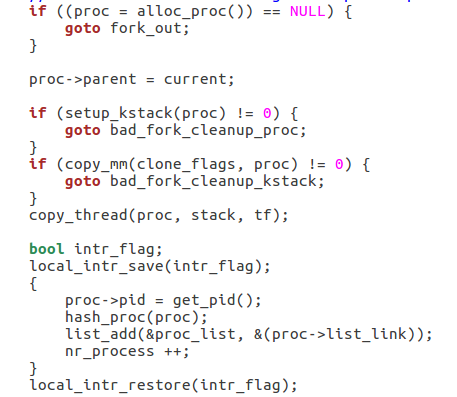 if ((proc = alloc_proc()) == NULL) {
    goto fork_out;
}

proc->parent = current;

if (setup_kstack(proc) != 0) {
    goto bad_fork_cleanup_proc;
}
if (copy_mm(clone_flags, proc) != 0) {
    goto bad_fork_cleanup_kstack;
}
copy_thread(proc, stack, tf);

bool intr_flag;
local_intr_save(intr_flag);
{
    proc->pid = get_pid();
    hash_proc(proc);
    list_add(&proc_list, &(proc->list_link));
    nr_process ++;
}
local_intr_restore(intr_flag);